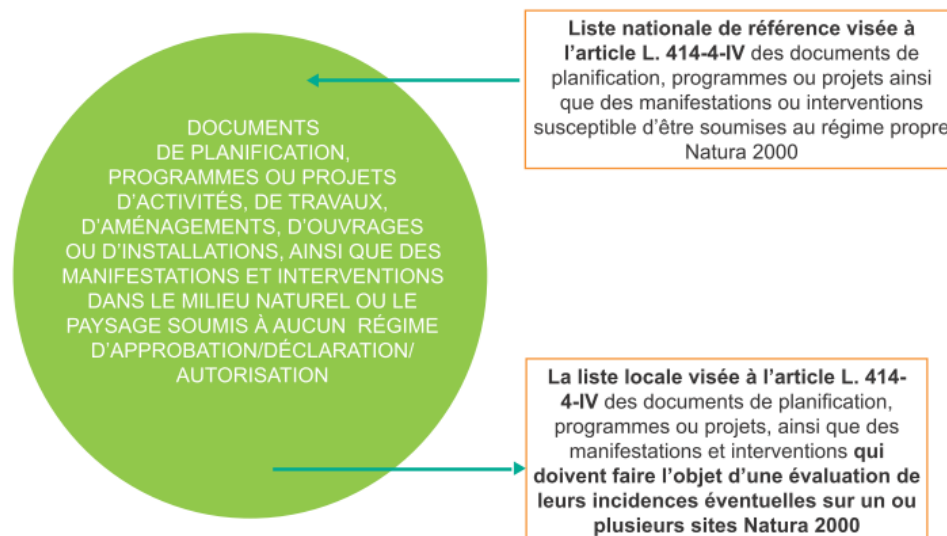 Liste nationale de référence visée à
l'article L. 414-4-IV des documents de
planification, programmes ou projets ainsi
que des manifestations ou interventions
susceptible d'être soumises au régime propre
Natura 2000
DOCUMENTS
DE PLANIFICATION,
PROGRAMMES OU PROJETS
D'ACTIVITÉS, DE TRAVAUX,
D'AMÉNAGEMENTS, D'OUVRAGES
OU D'INSTALLATIONS, AINSI QUE DES
MANIFESTATIONS ET INTERVENTIONS
DANS LE MILIEU NATUREL OU LE
PAYSAGE SOUMIS À AUCUN RÉGIME
D'APPROBATION/DÉCLARATION/
AUTORISATION
La liste locale visée à l'article L. 414-
4-IV des documents de planification,
programmes ou projets, ainsi que des
manifestations et interventions qui
doivent faire l'objet d'une évaluation de
leurs incidences éventuelles sur un ou
plusieurs sites Natura 2000